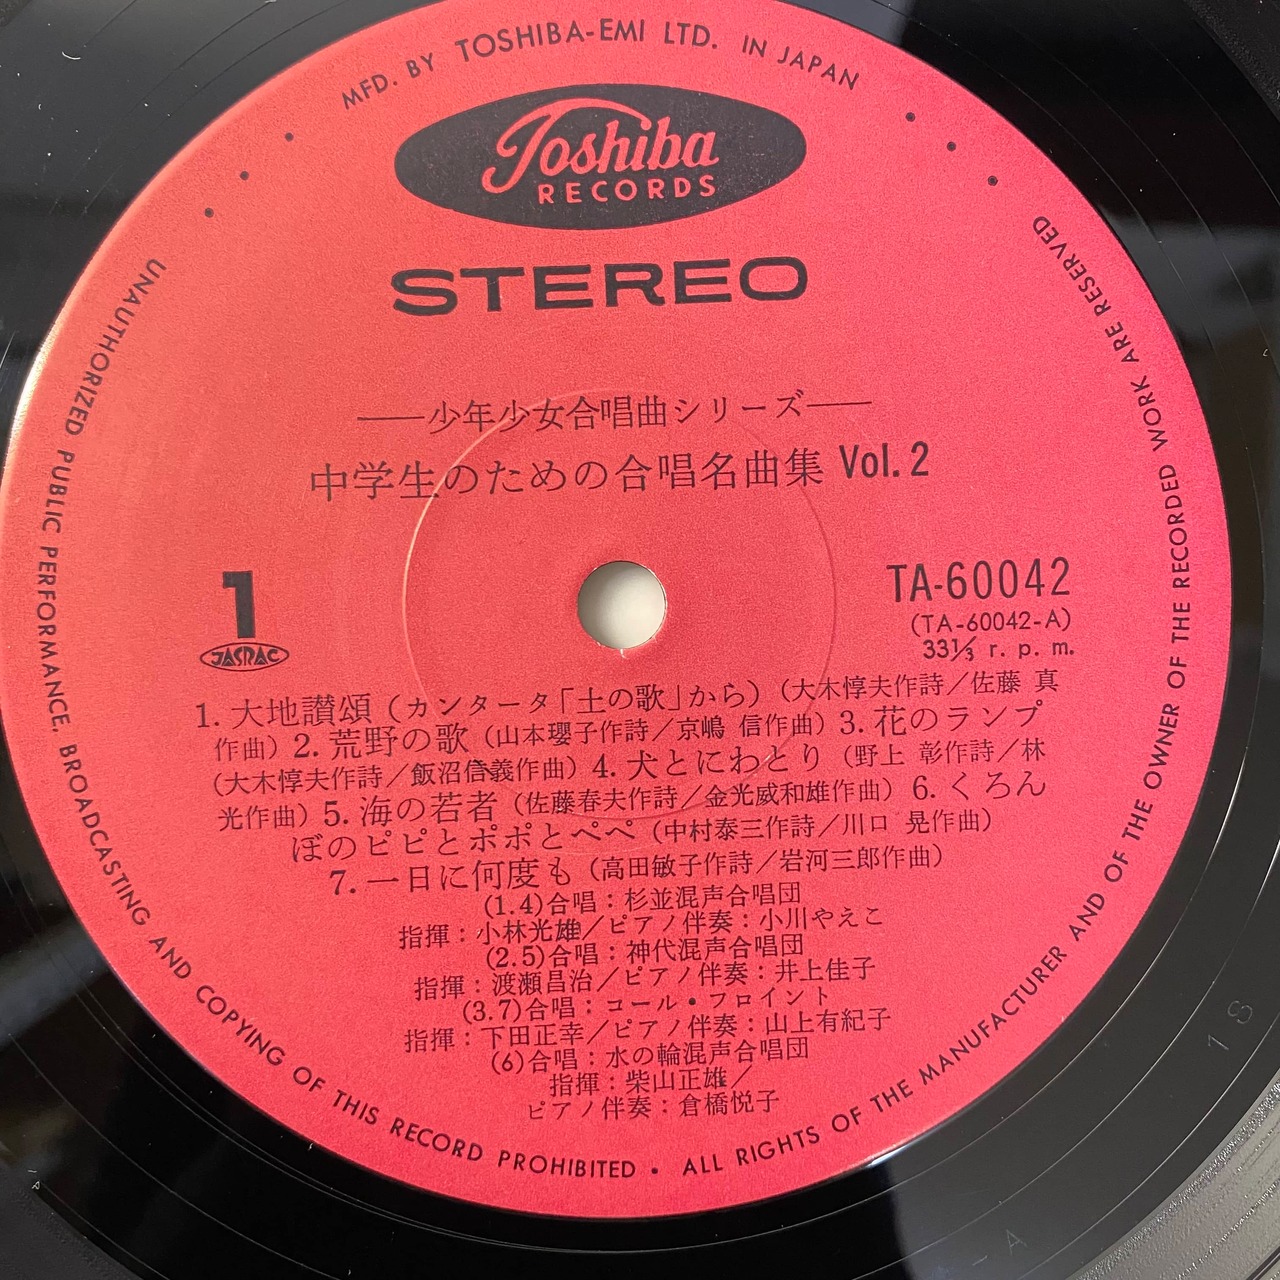 MFD. BY TOSHIBA-EMI LTD. IN JAPAN
Toshiba
RECORDS
STEREO
──少年少女合唱曲シリーズ──
中学生のための合唱名曲集 Vol. 2
1
JASRAC
TA-60042
(TA-60042-A)
33⅓ r. p. m.
1. 大地讃頌 (カンタータ「土の歌」から) (大木惇夫作詩／佐藤 真
作曲) 2. 荒野の歌 (山本瓔子作詩／京嶋 信作曲) 3. 花のランプ
(大木惇夫作詩／飯沼信義作曲) 4. 犬とにわとり (野上 彰作詩／林
光作曲) 5. 海の若者 (佐藤春夫作詩／金光威和雄作曲) 6. くろん
ぼのピピとポポとペペ (中村泰三作詩／川口 晃作曲)
7. 一日に何度も (高田敏子作詩／岩河三郎作曲)
(1.4)合唱：杉並混声合唱団
指揮：小林光雄／ピアノ伴奏：小川やえこ
(2.5)合唱：神代混声合唱団
指揮：渡瀬昌治／ピアノ伴奏：井上佳子
(3.7)合唱：コール・フロイント
指揮：下田正幸／ピアノ伴奏：山上有紀子
(6)合唱：水の輪混声合唱団
指揮：柴山正雄／
ピアノ伴奏：倉橋悦子
UNAUTHORIZED PUBLIC PERFORMANCE, BROADCASTING AND COPYING OF THIS RECORD PROHIBITED • ALL RIGHTS OF THE MANUFACTURER AND OF THE OWNER OF THE RECORDED WORK ARE RESERVED
1 8
A